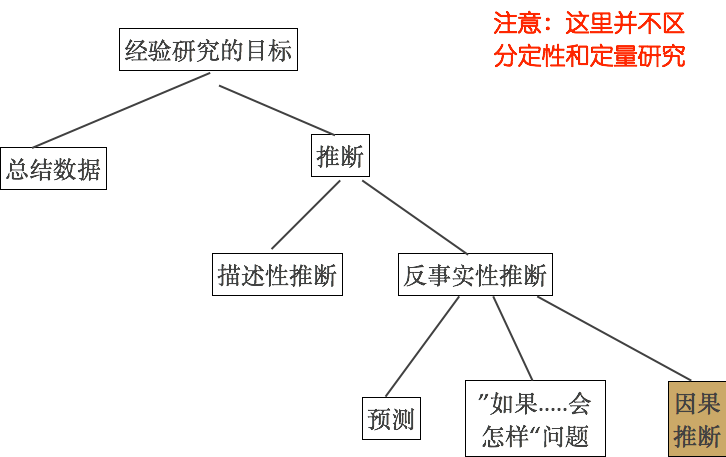 注意：这里并不区
分定性和定量研究
经验研究的目标
总结数据
推断
描述性推断
反事实性推断
预测
”如果.....会
怎样“问题
因果
推断